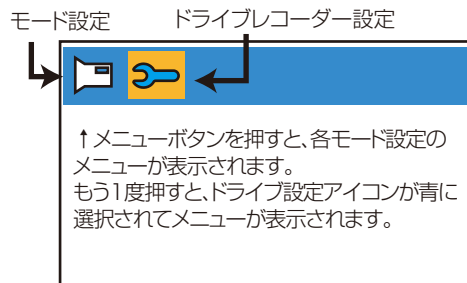 モード設定
ドライブレコーダー設定
↑メニューボタンを押すと、各モード設定の
メニューが表示されます。
もう1度押すと、ドライブ設定アイコンが青に
選択されてメニューが表示されます。